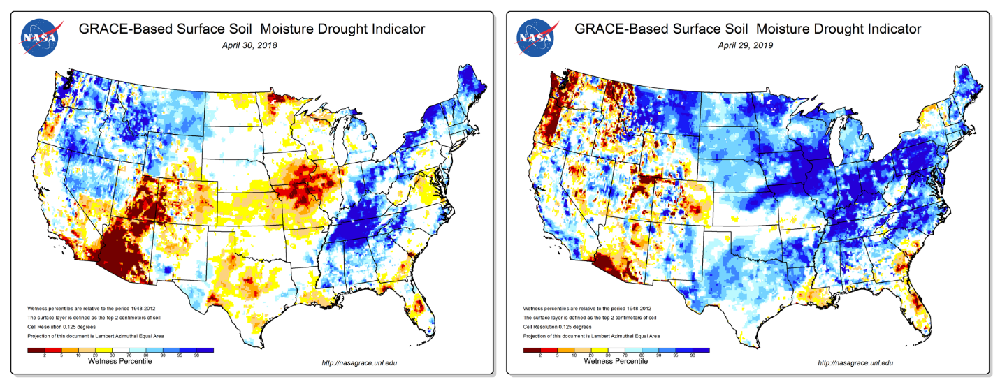 NASA
GRACE-Based Surface Soil Moisture Drought Indicator
April 30, 2018
Wetness percentiles are relative to the period 1948-2012
The surface layer is defined as the top 2 centimeters of soil
Cell Resolution 0.125 degrees
Projection of this document is Lambert Azimuthal Equal Area
2 5 10 20 30 70 80 90 95 98
Wetness Percentile
http://nasagrace.unl.edu
NASA
GRACE-Based Surface Soil Moisture Drought Indicator
April 29, 2019
Wetness percentiles are relative to the period 1948-2012
The surface layer is defined as the top 2 centimeters of soil
Cell Resolution 0.125 degrees
Projection of this document is Lambert Azimuthal Equal Area
2 5 10 20 30 70 80 90 95 98
Wetness Percentile
http://nasagrace.unl.edu